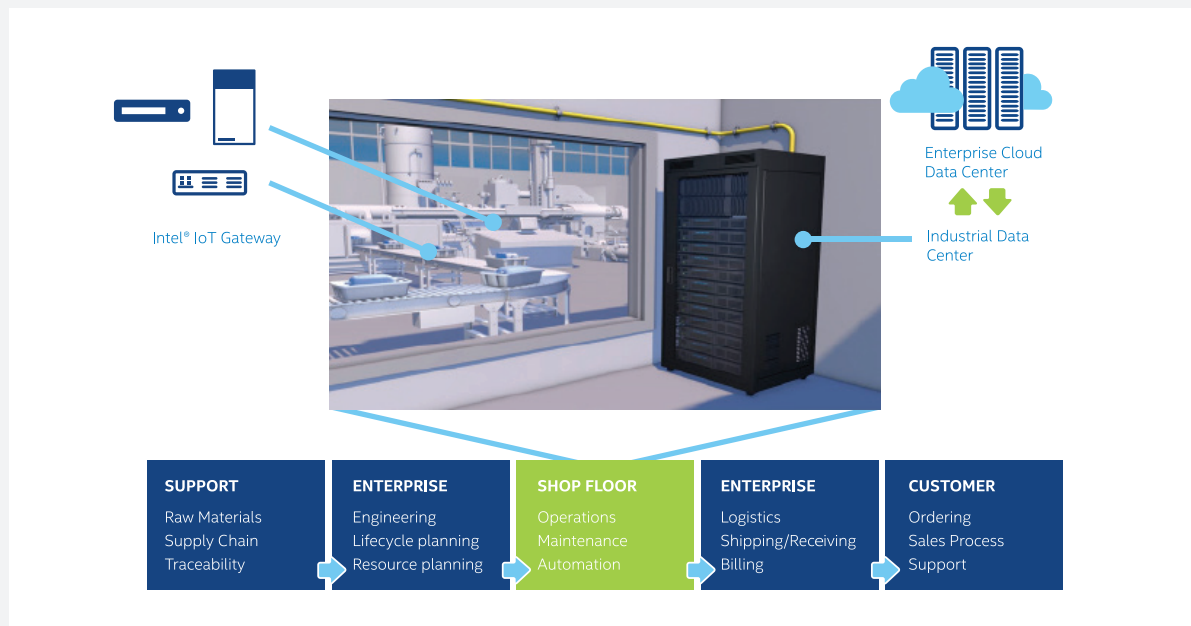 Intel® IoT Gateway
Enterprise Cloud
Data Center
Industrial Data
Center
SUPPORT
Raw Materials
Supply Chain
Traceability
ENTERPRISE
Engineering
Lifecycle planning
Resource planning
SHOP FLOOR
Operations
Maintenance
Automation
ENTERPRISE
Logistics
Shipping/Receiving
Billing
CUSTOMER
Ordering
Sales Process
Support